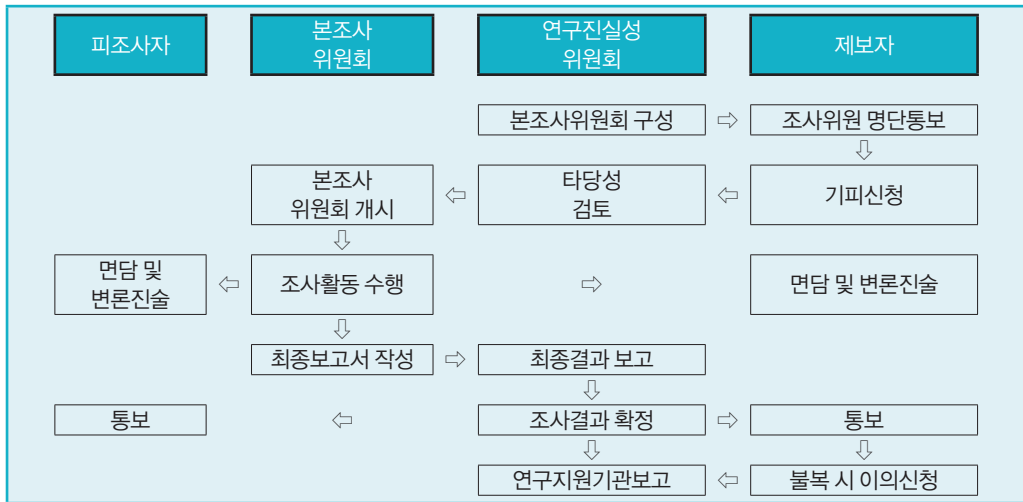 피조사자
본조사
위원회
연구진실성
위원회
제보자
본조사위원회 구성
⇨
조사위원 명단통보
⇩
본조사
위원회 개시
⇦
타당성
검토
⇦
기피신청
⇩
면담 및
변론진술
⇦
조사활동 수행
⇨
면담 및 변론진술
⇩
최종보고서 작성
⇨
최종결과 보고
⇩
통보
⇦
조사결과 확정
⇨
통보
⇩
⇩
연구지원기관보고
⇦
불복 시 이의신청